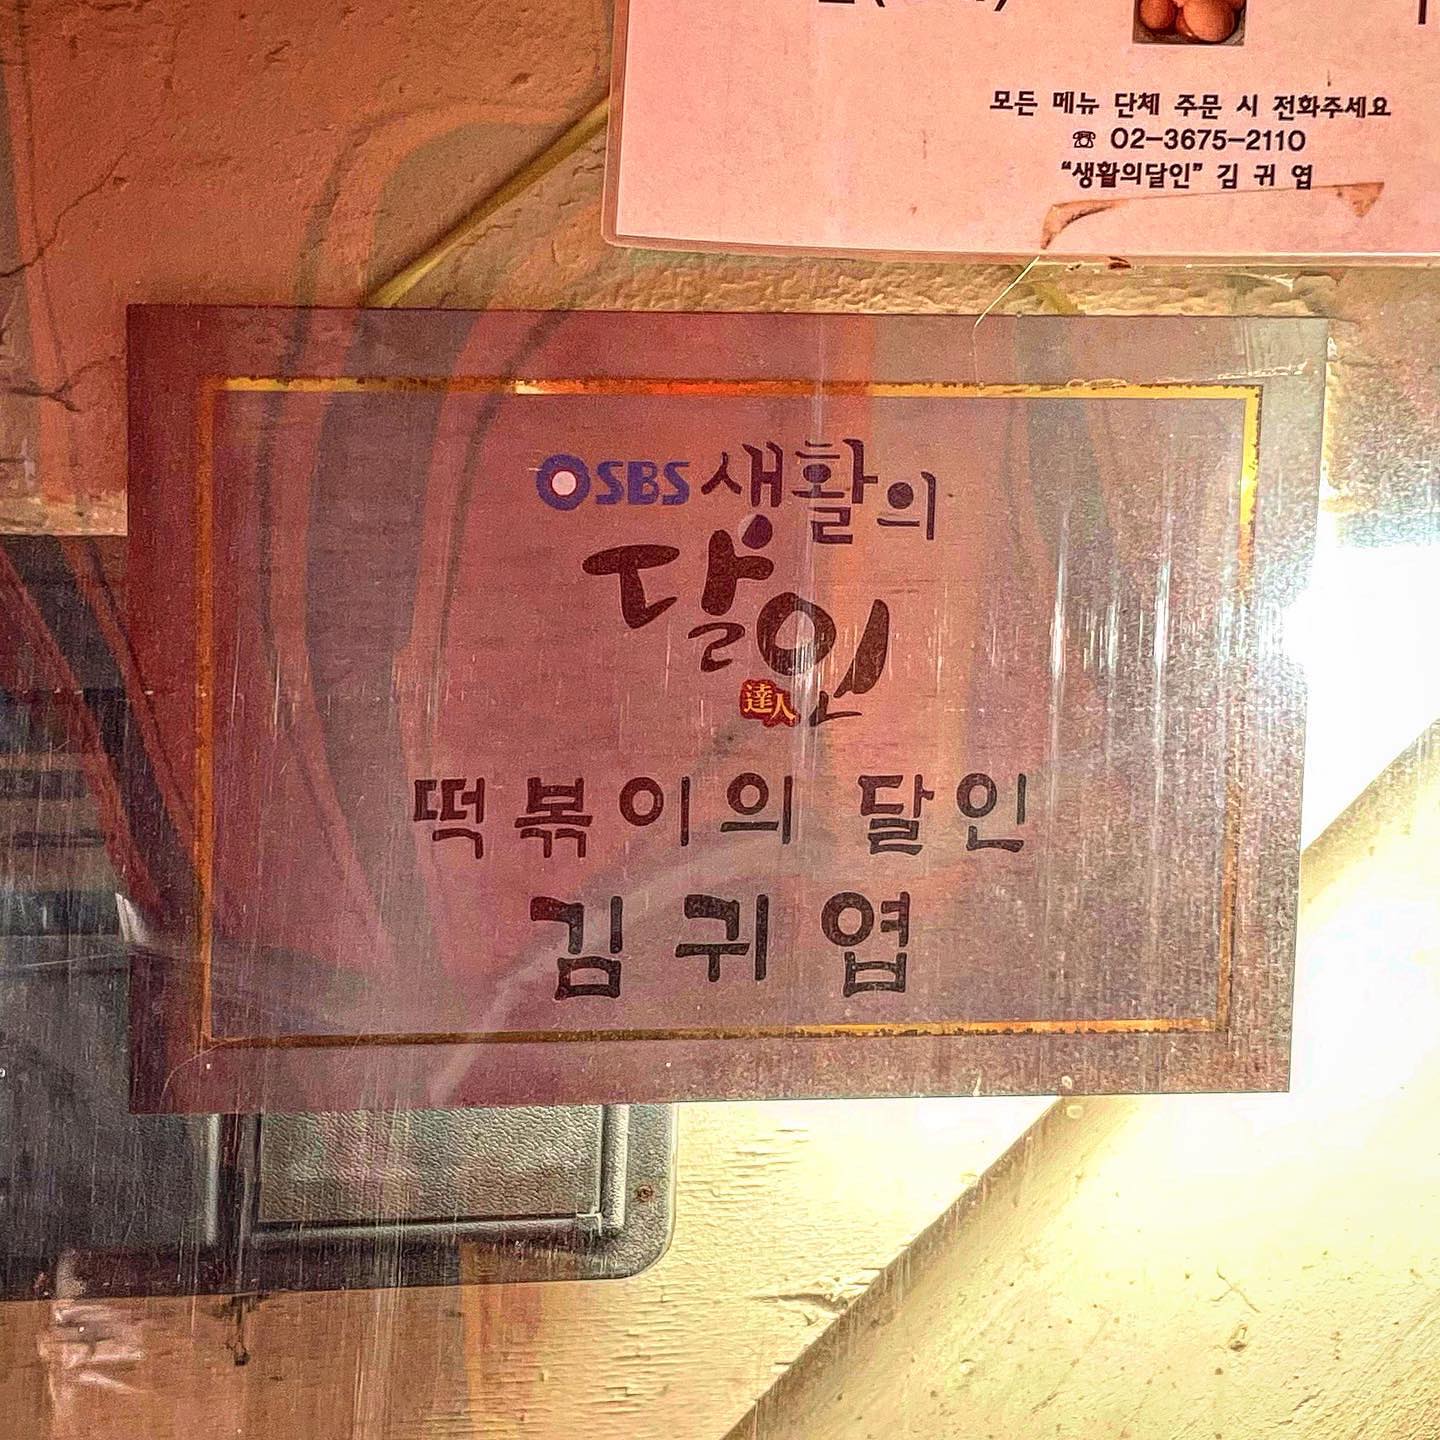 모든 메뉴 단체 주문 시 전화주세요
☏ 02-3675-2110
“생활의달인” 김 귀 엽
SBS 생활의
달인
達人
떡볶이의 달인
김귀엽